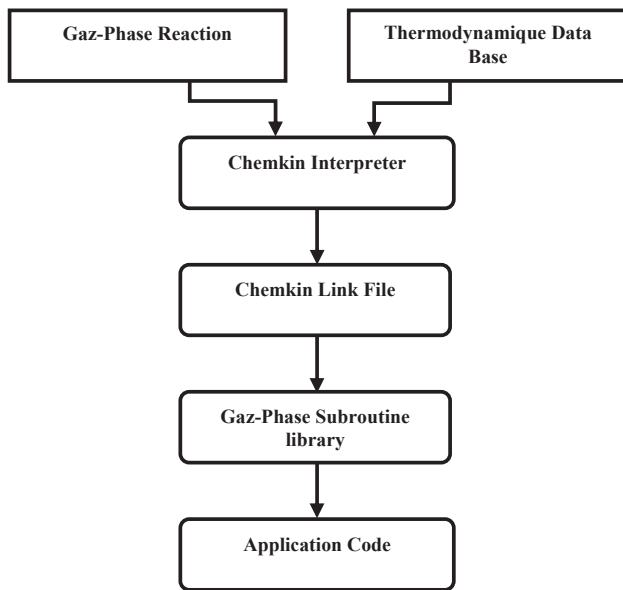 Gaz-Phase Reaction
Thermodynamique Data
Base
Chemkin Interpreter
Chemkin Link File
Gaz-Phase Subroutine
library
Application Code